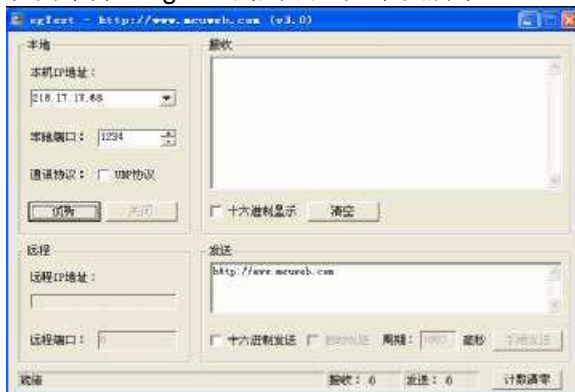 egTest - http://www.mcuweb.com (v3.0)
本地
本机IP地址：
218.17.17.68
本地端口： 1234
通讯协议： UDP协议
侦听 关闭
接收
十六进制显示 清空
远程
远程IP地址：
远程端口： 0
发送
http://www.mcuweb.com
十六进制发送 周期： 1000 毫秒 手动发送
就绪
接收：0 发送：0 计数清零